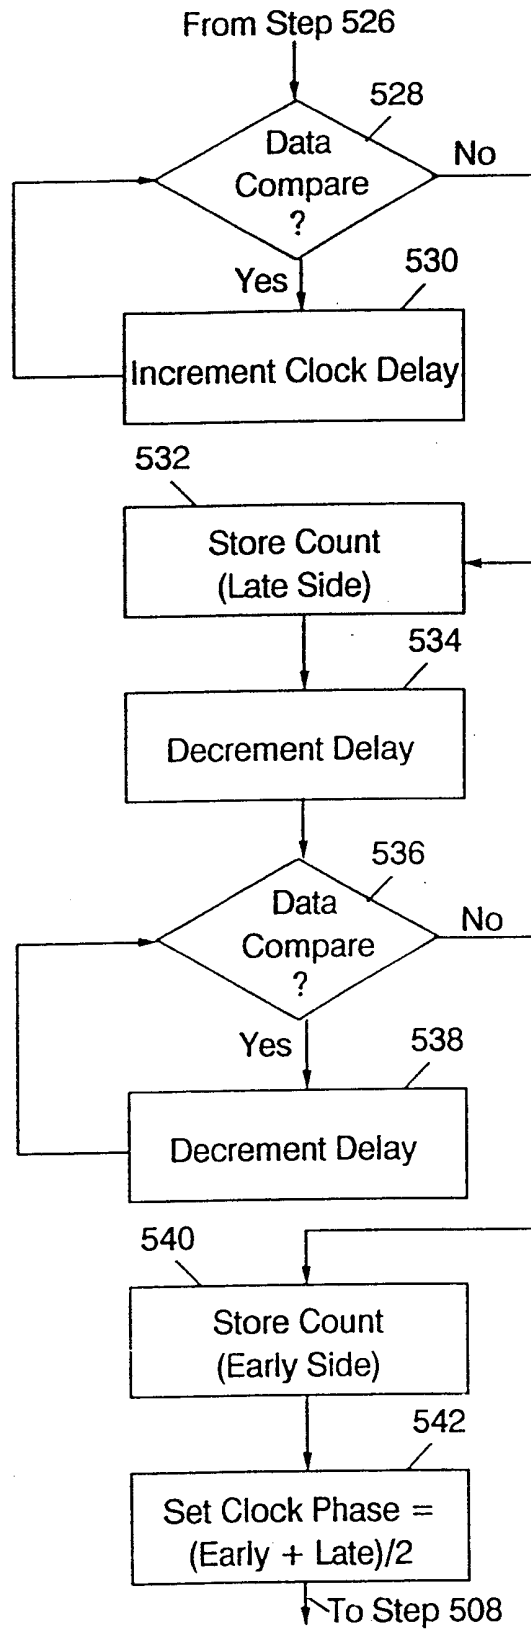 From Step 526
528
Data
Compare
?
No
Yes
530
Increment Clock Delay
532
Store Count
(Late Side)
534
Decrement Delay
536
Data
Compare
?
No
Yes
538
Decrement Delay
540
Store Count
(Early Side)
542
Set Clock Phase =
(Early + Late)/2
To Step 508